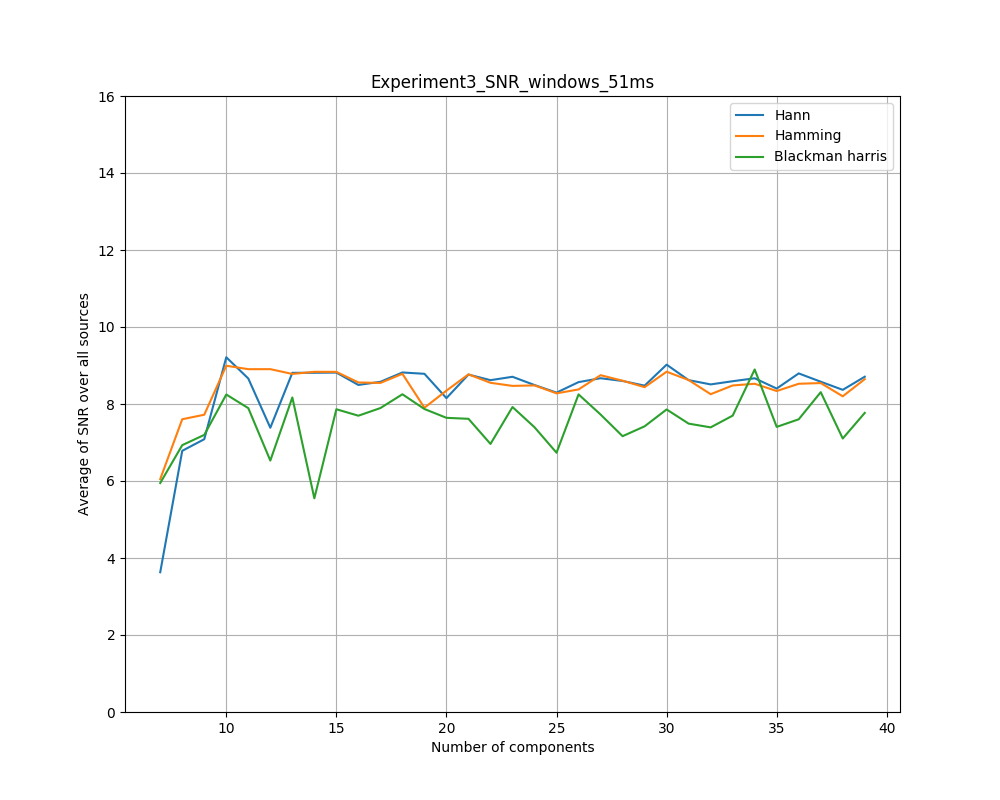 Experiment3_SNR_windows_51ms
Hann
Hamming
Blackman harris
Average of SNR over all sources
16
14
12
10
8
6
4
2
0
10 15 20 25 30 35 40
Number of components